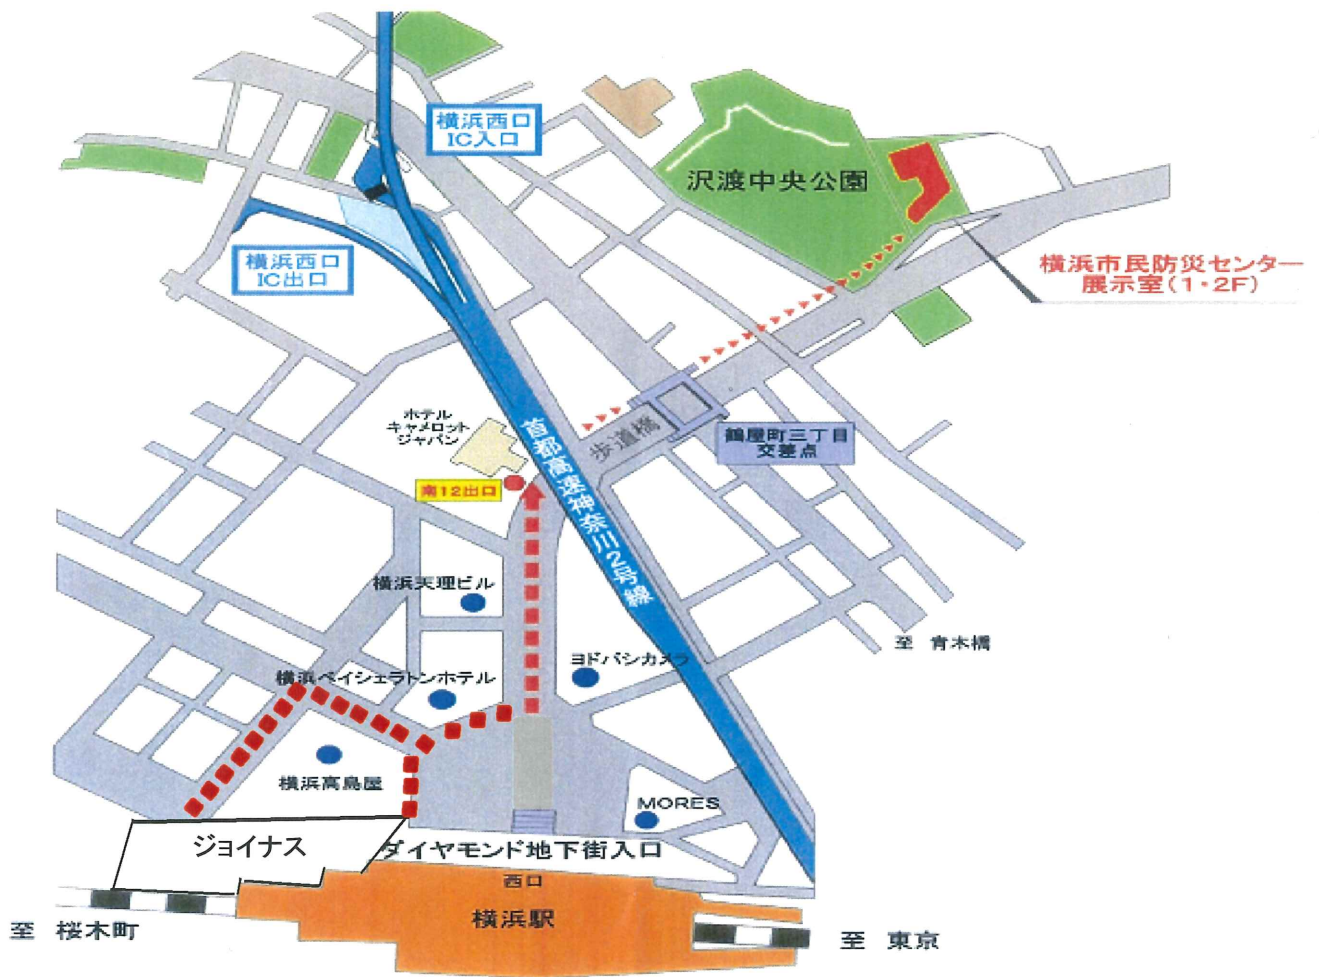 横浜西口
IC入口
沢渡中央公園
横浜西口
IC出口
横浜市民防災センター
展示室(1・2F)
ホテル
キャメロット
ジャパン
首都高速神奈川2号線
歩道橋
鶴屋町三丁目
交差点
南12出口
横浜天理ビル
至 青木橋
ヨドバシカメラ
横浜ベイシェラトンホテル
横浜高島屋
MORES
ジョイナス
ダイヤモンド地下街入口
西口
横浜駅
至 桜木町
至 東京